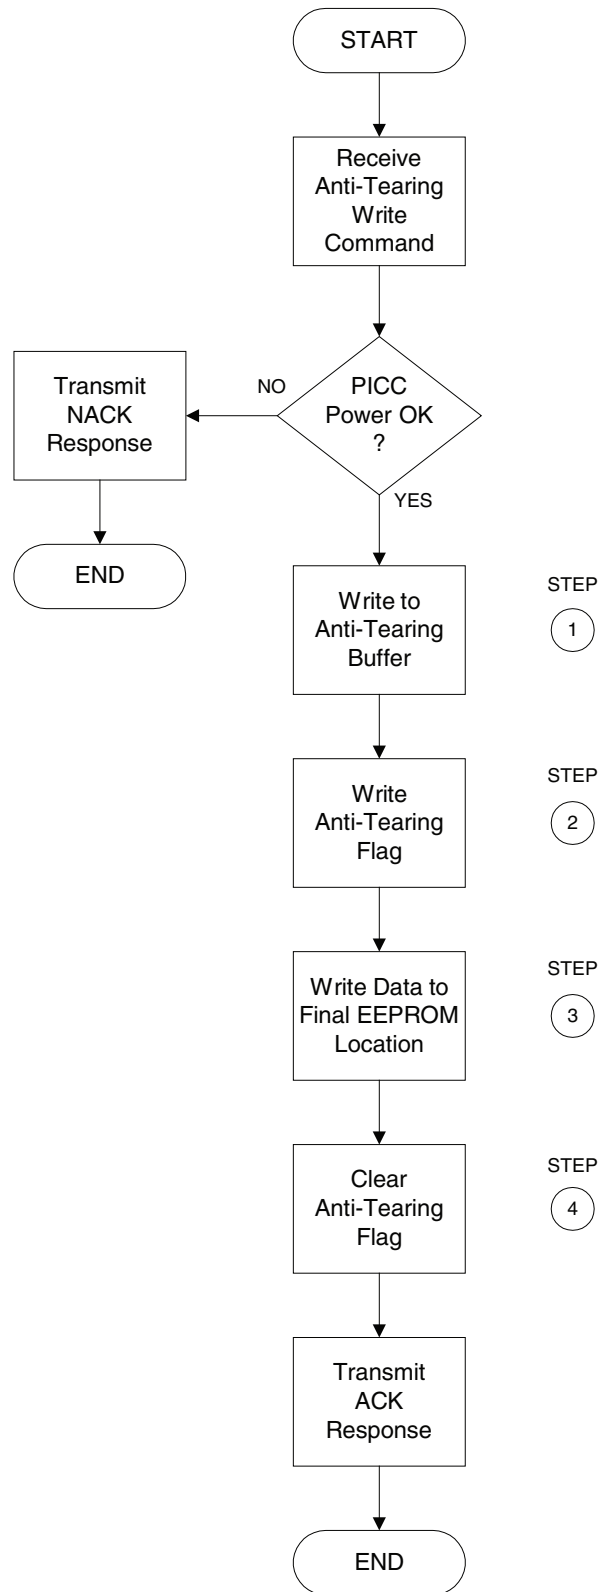 START
Receive
Anti-Tearing
Write
Command
PICC
Power OK
?
NO
Transmit
NACK
Response
END
YES
Write to
Anti-Tearing
Buffer
STEP
1
Write
Anti-Tearing
Flag
STEP
2
Write Data to
Final EEPROM
Location
STEP
3
Clear
Anti-Tearing
Flag
STEP
4
Transmit
ACK
Response
END